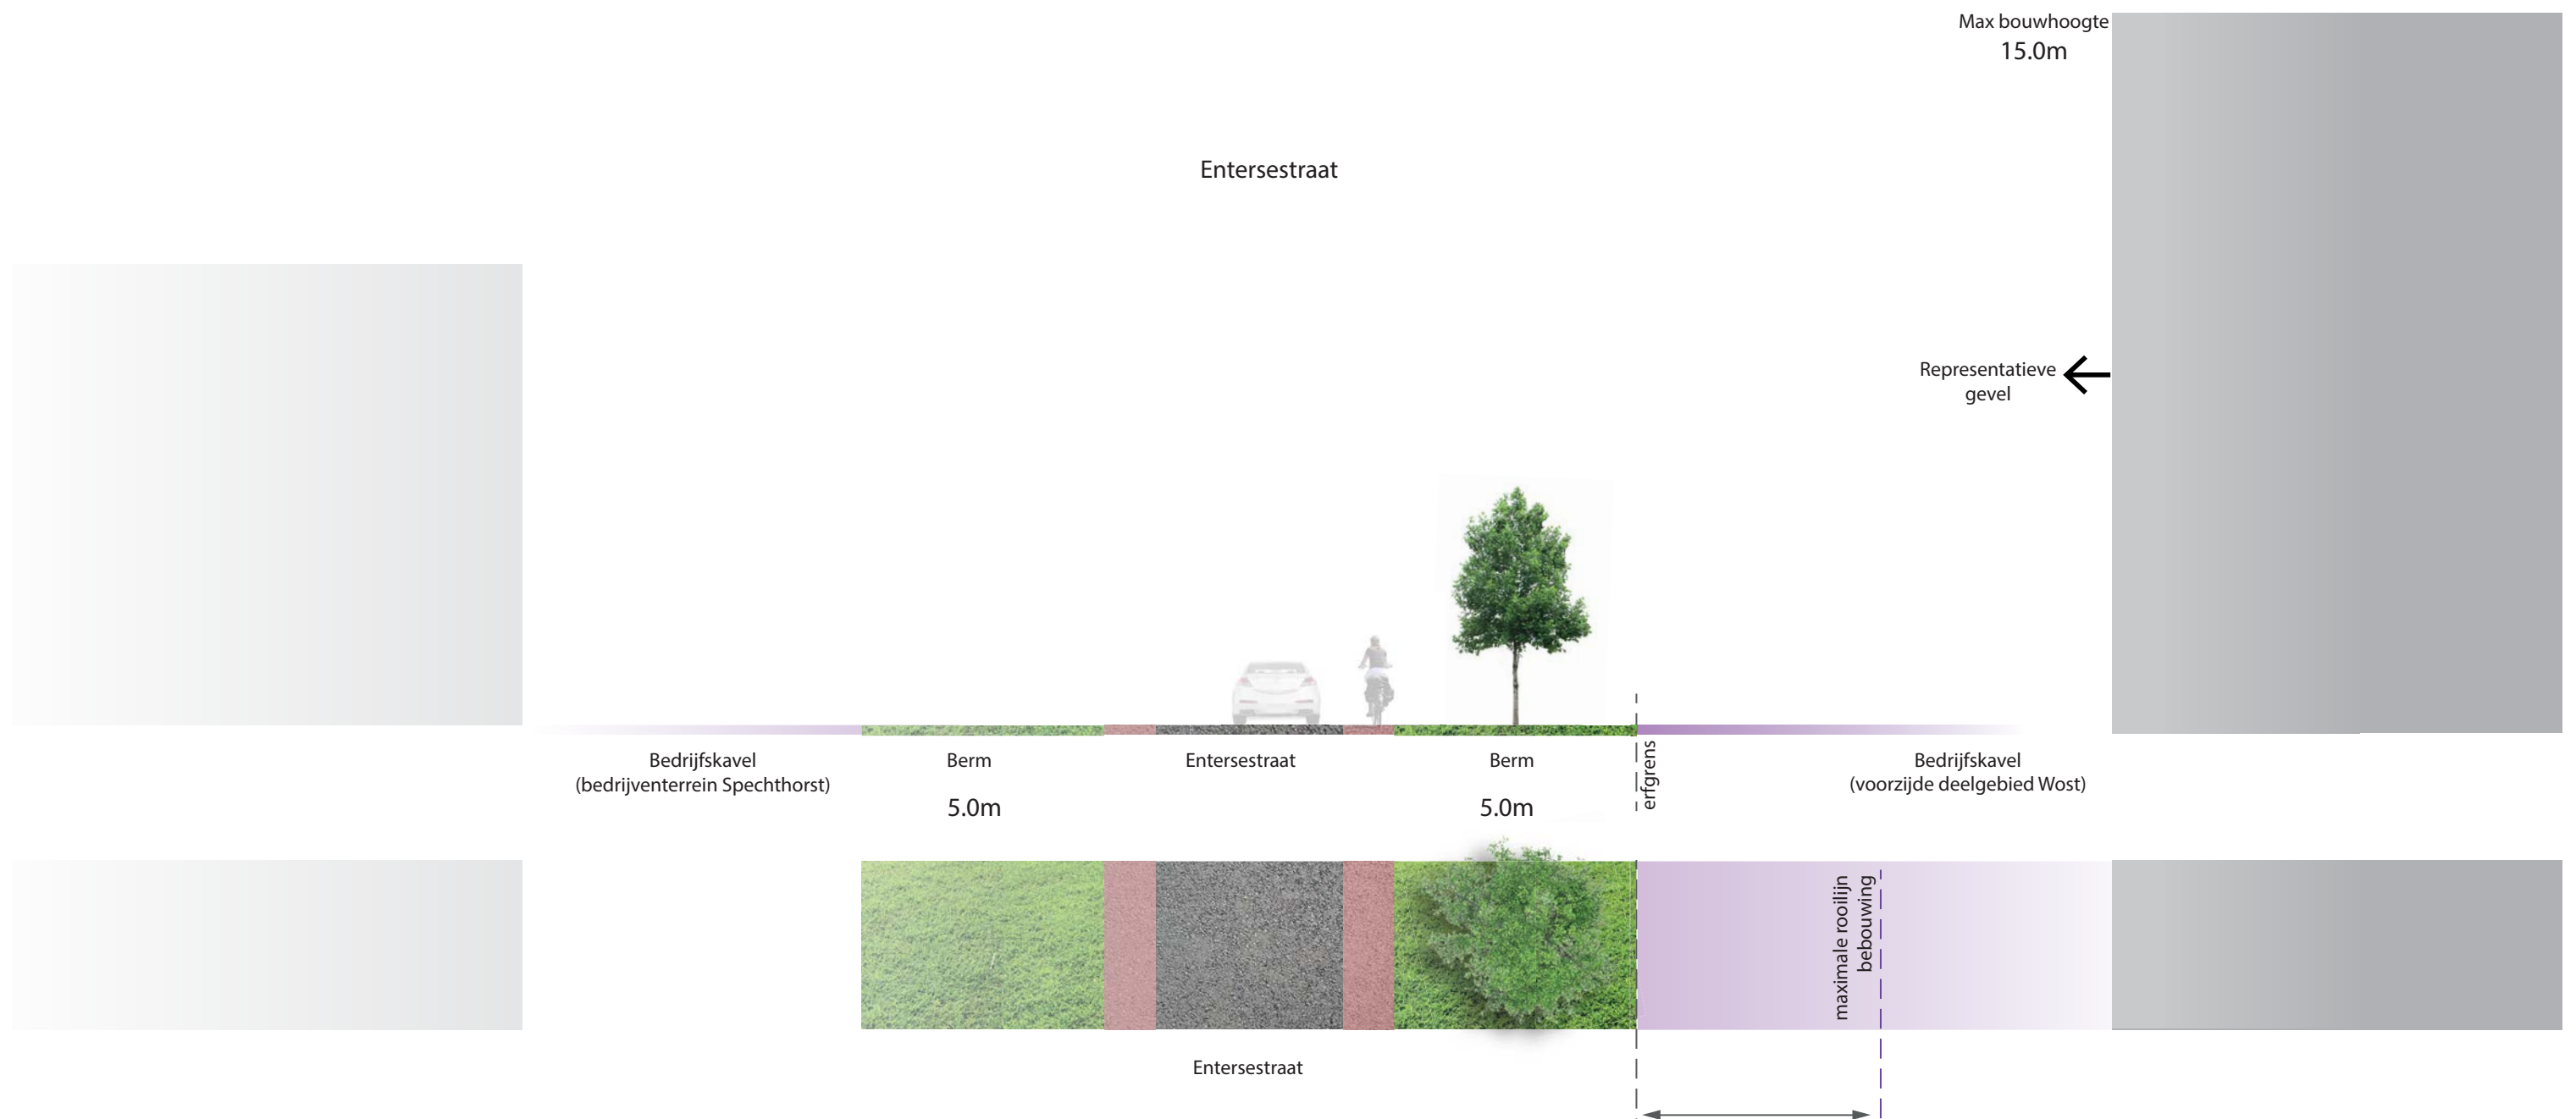 Max bouwhoogte
15.0m
Entersestraat
Representatieve
gevel
Bedrijfskavel
(bedrijventerrein Spechthorst)
Berm
5.0m
Entersestraat
Berm
5.0m
erfgrens
Bedrijfskavel
(voorzijde deelgebied Wost)
maximale rooilijn
bebouwing
Entersestraat